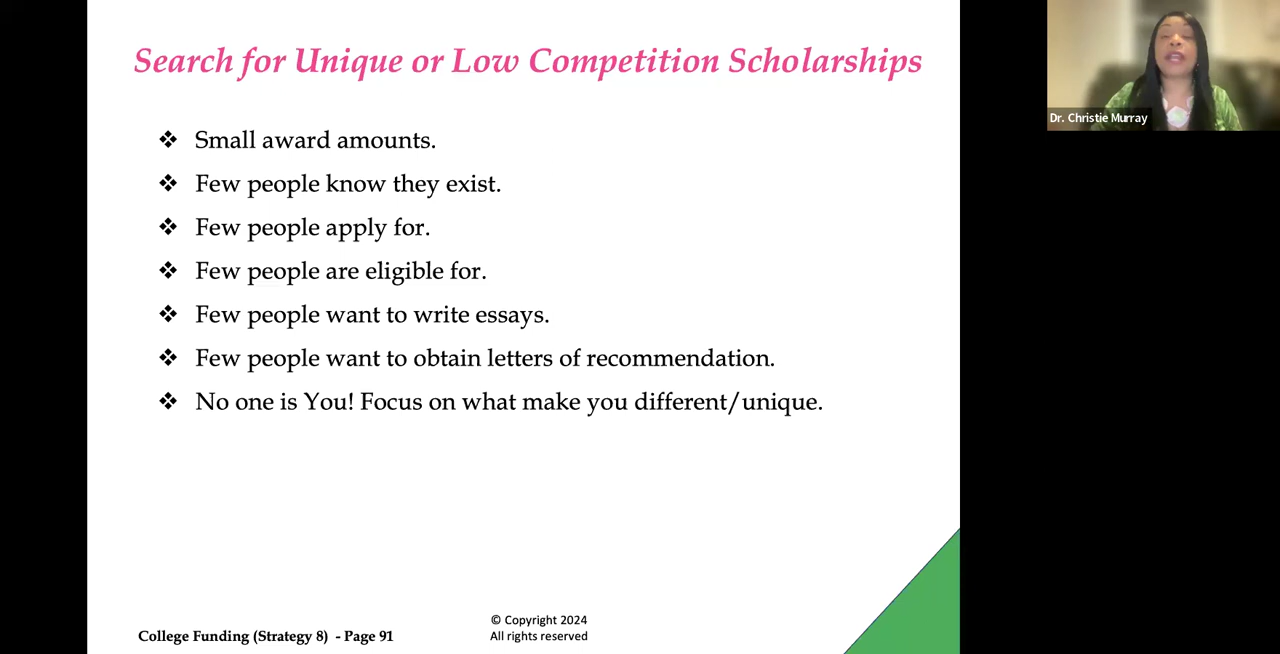 Search for Unique or Low Competition Scholarships
Small award amounts.
Few people know they exist.
Few people apply for.
Few people are eligible for.
Few people want to write essays.
Few people want to obtain letters of recommendation.
No one is You! Focus on what make you different/unique.
College Funding (Strategy 8) - Page 91
© Copyright 2024
All rights reserved
Dr. Christie Murray